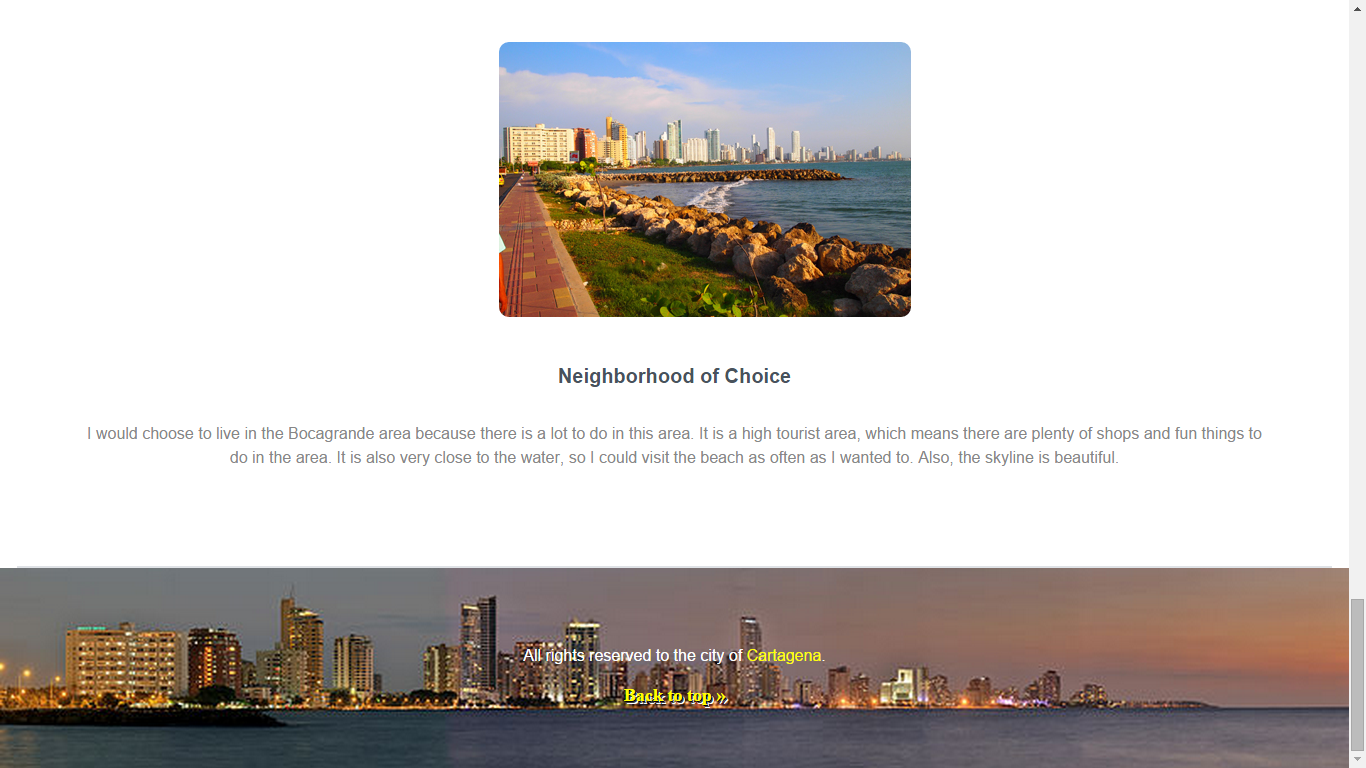 Neighborhood of Choice
I would choose to live in the Bocagrande area because there is a lot to do in this area. It is a high tourist area, which means there are plenty of shops and fun things to
do in the area. It is also very close to the water, so I could visit the beach as often as I wanted to. Also, the skyline is beautiful.
All rights reserved to the city of Cartagena.
Back to top »